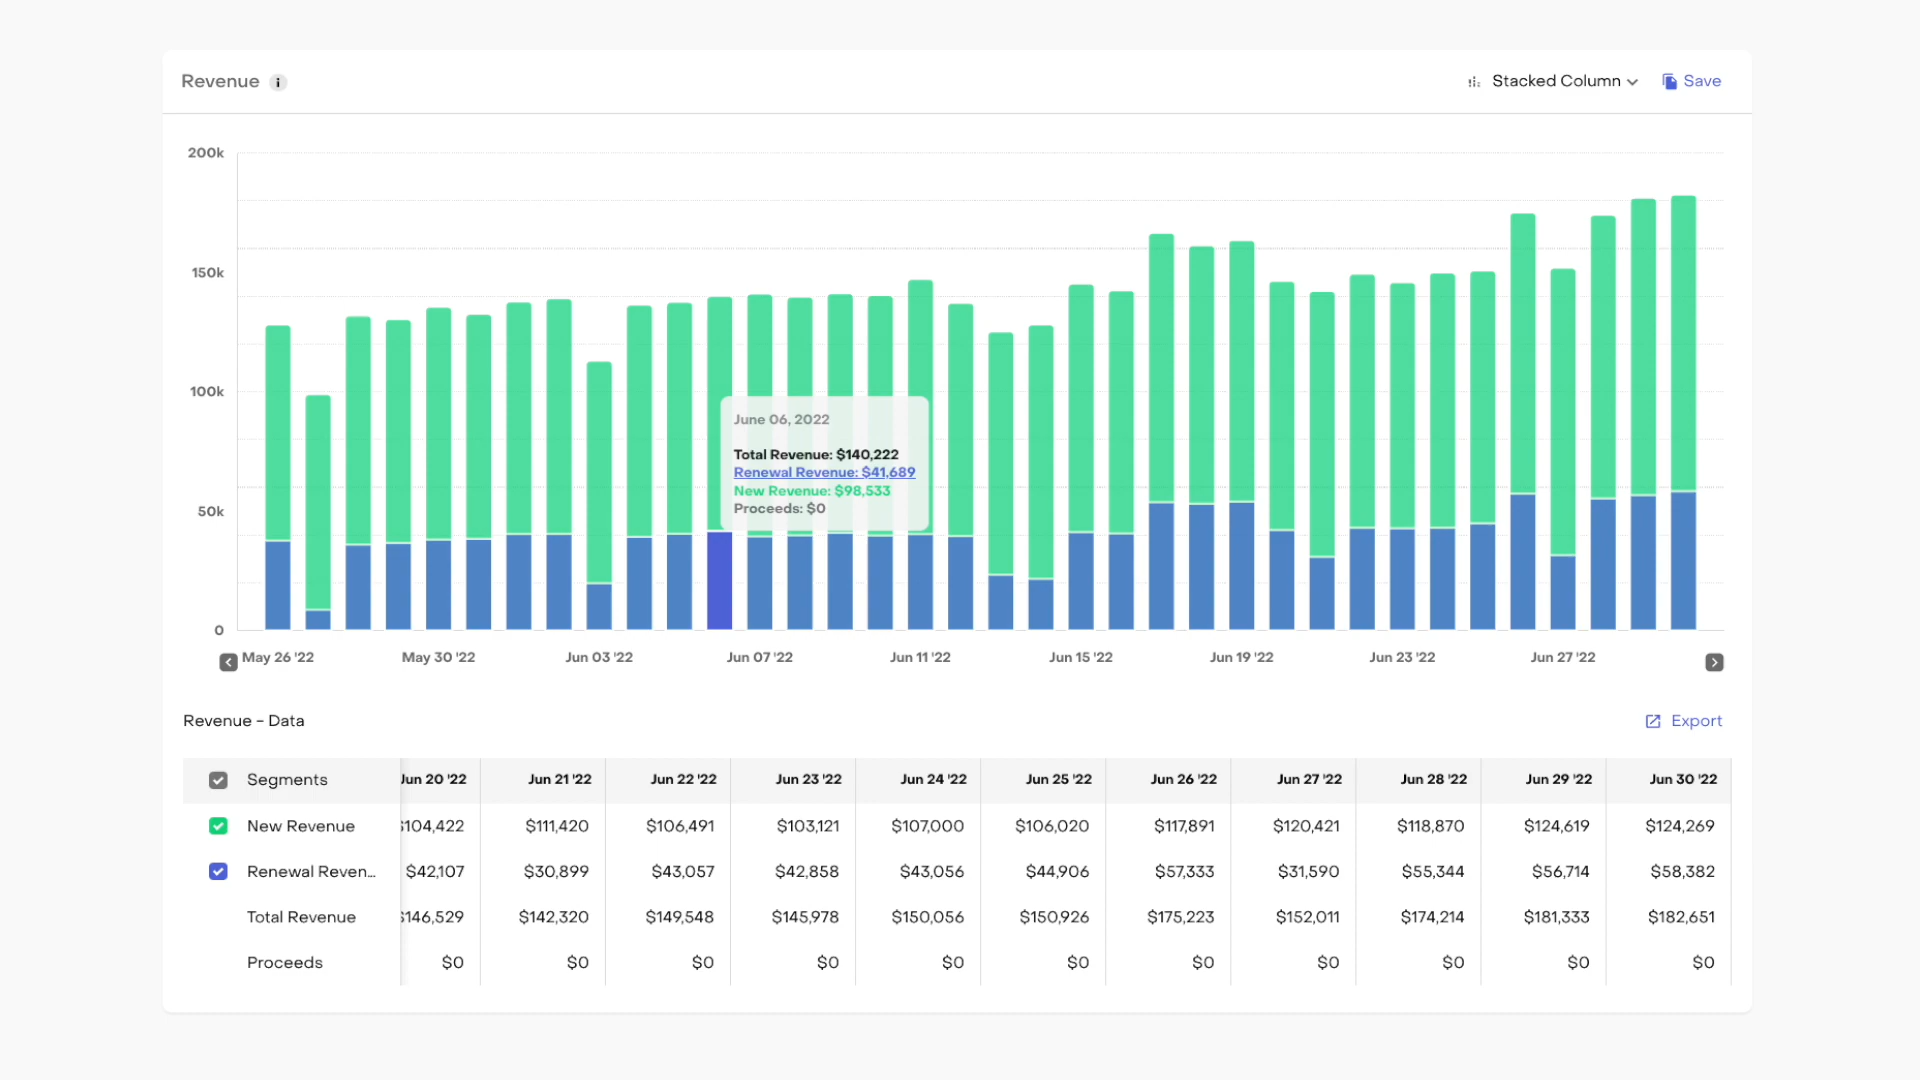 Revenue i
Stacked Column
Save
200k
150k
100k
50k
0
June 06, 2022
Total Revenue: $140,222
Renewal Revenue: $41,689
New Revenue: $98,533
Proceeds: $0
May 26 '22 May 30 '22 Jun 03 '22 Jun 07 '22 Jun 11 '22 Jun 15 '22 Jun 19 '22 Jun 23 '22 Jun 27 '22
Revenue - Data
Export
Segments Jun 20 '22 Jun 21 '22 Jun 22 '22 Jun 23 '22 Jun 24 '22 Jun 25 '22 Jun 26 '22 Jun 27 '22 Jun 28 '22 Jun 29 '22 Jun 30 '22
New Revenue $104,422 $111,420 $106,491 $103,121 $107,000 $106,020 $117,891 $120,421 $118,870 $124,619 $124,269
Renewal Reven... $42,107 $30,899 $43,057 $42,858 $43,056 $44,906 $57,333 $31,590 $55,344 $56,714 $58,382
Total Revenue $146,529 $142,320 $149,548 $145,978 $150,056 $150,926 $175,223 $152,011 $174,214 $181,333 $182,651
Proceeds $0 $0 $0 $0 $0 $0 $0 $0 $0 $0 $0